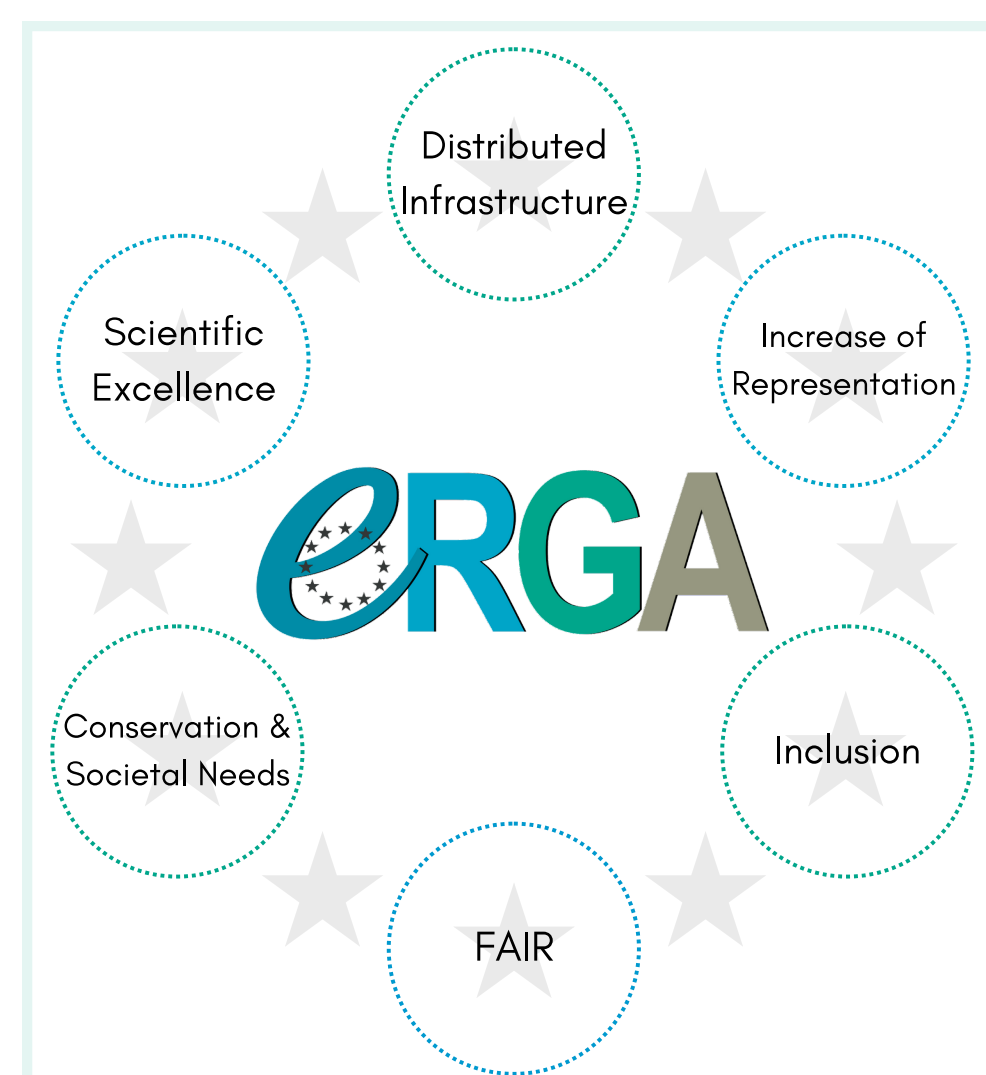 Distributed
Infrastructure
Scientific
Excellence
Increase of
Representation
eRGA
Conservation &
Societal Needs
Inclusion
FAIR